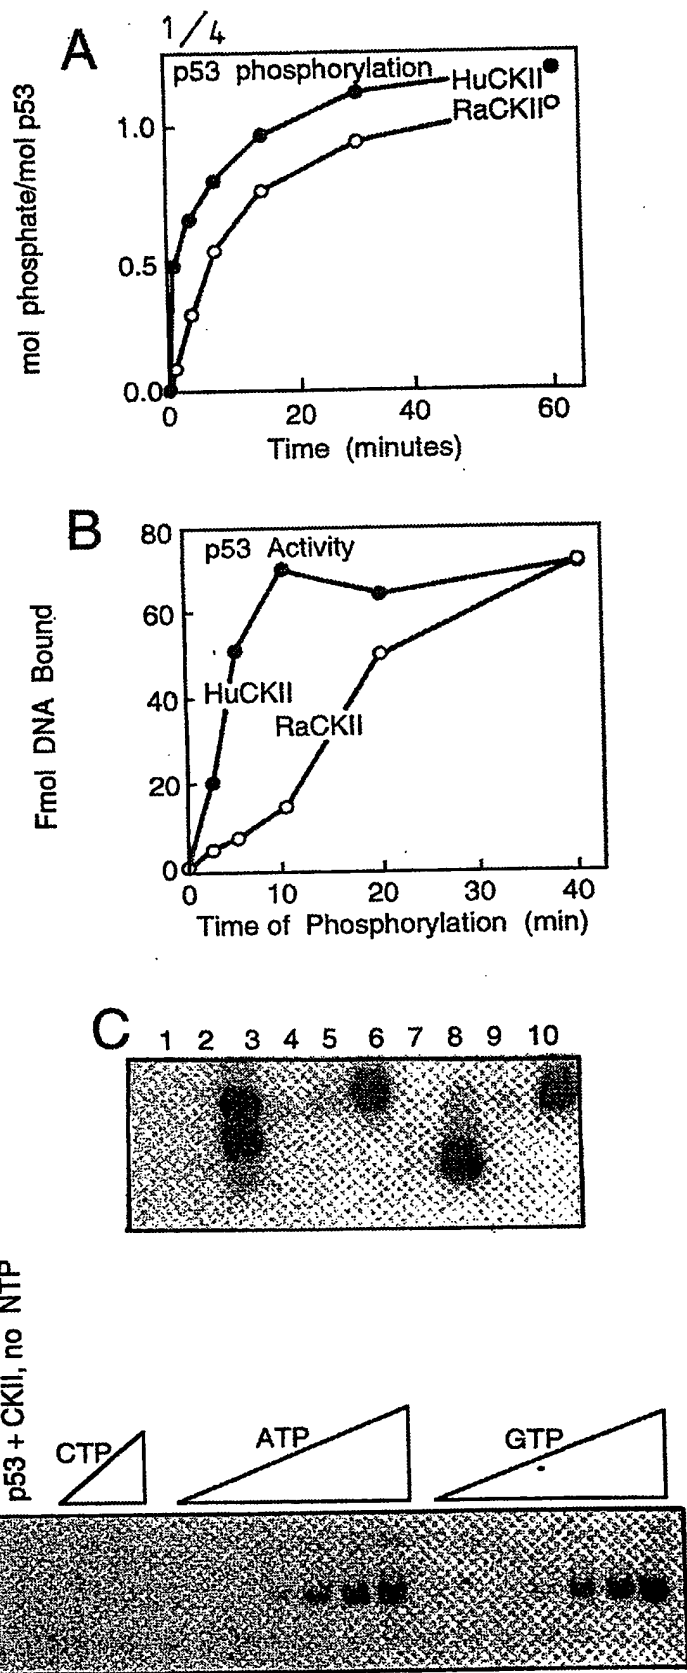 A
1/4
p53 phosphorylation
HuCKII
RaCKII
mol phosphate/mol p53
1.0
0.5
0.0
0 20 40 60
Time (minutes)
B
p53 Activity
80
60
40
20
0
HuCKII
RaCKII
Fmol DNA Bound
0 10 20 30 40
Time of Phosphorylation (min)
C
1 2 3 4 5 6 7 8 9 10
p53 + CKII, no NTP
CTP ATP GTP